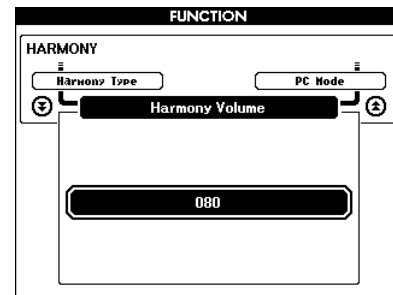 FUNCTION
HARMONY
Harmony Type
PC Mode
Harmony Volume
080